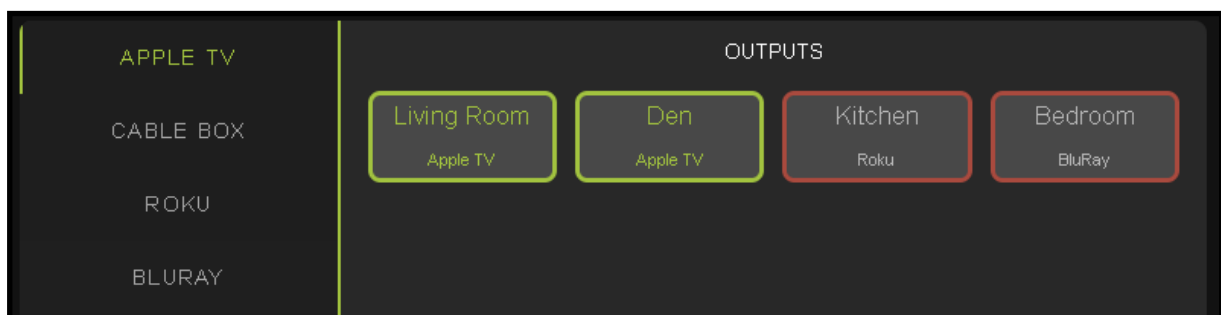 APPLE TV
CABLE BOX
ROKU
BLURAY
OUTPUTS
Living Room
Apple TV
Den
Apple TV
Kitchen
Roku
Bedroom
BluRay